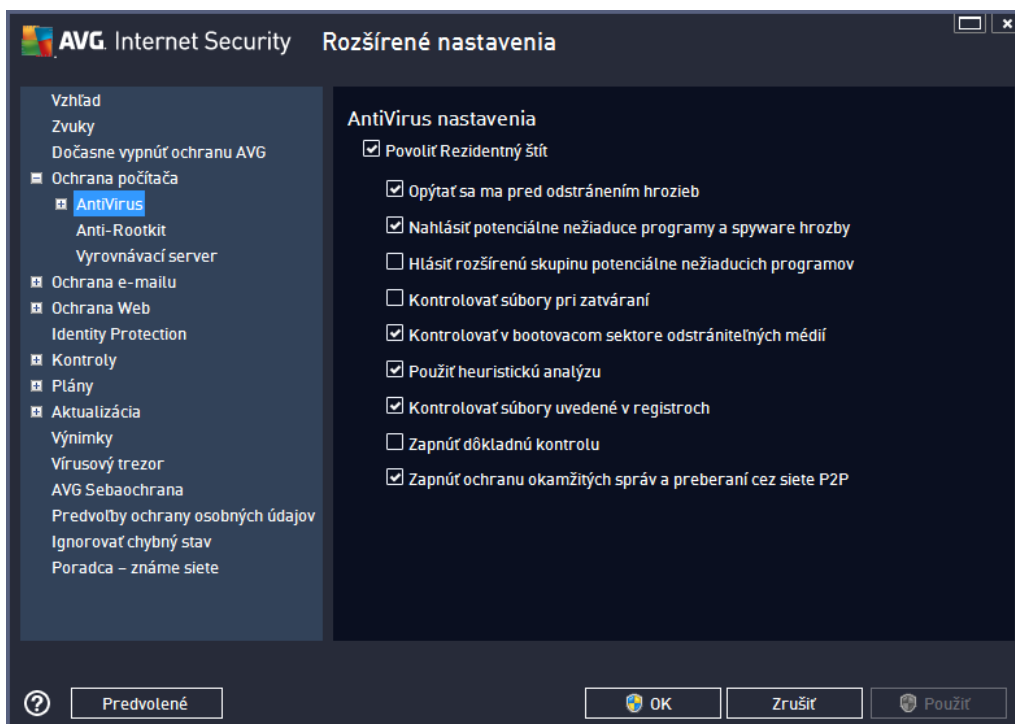 AVG. Internet Security Rozšírené nastavenia
Vzhľad
Zvuky
Dočasne vypnúť ochranu AVG
Ochrana počítača
AntiVirus
Anti-Rootkit
Vyrovnávací server
Ochrana e-mailu
Ochrana Web
Identity Protection
Kontroly
Plány
Aktualizácia
Výnimky
Vírusový trezor
AVG Sebaochrana
Predvoľby ochrany osobných údajov
Ignorovať chybný stav
Poradca – známe siete
AntiVirus nastavenia
Povoliť Rezidentný štít
Opýtať sa ma pred odstránením hrozieb
Nahlásiť potenciálne nežiaduce programy a spyware hrozby
Hlásiť rozšírenú skupinu potenciálne nežiaducich programov
Kontrolovať súbory pri zatváraní
Kontrolovať v bootovacom sektore odstrániteľných médií
Použiť heuristickú analýzu
Kontrolovať súbory uvedené v registroch
Zapnúť dôkladnú kontrolu
Zapnúť ochranu okamžitých správ a preberaní cez siete P2P
Predvolené
OK
Zrušiť
Použiť